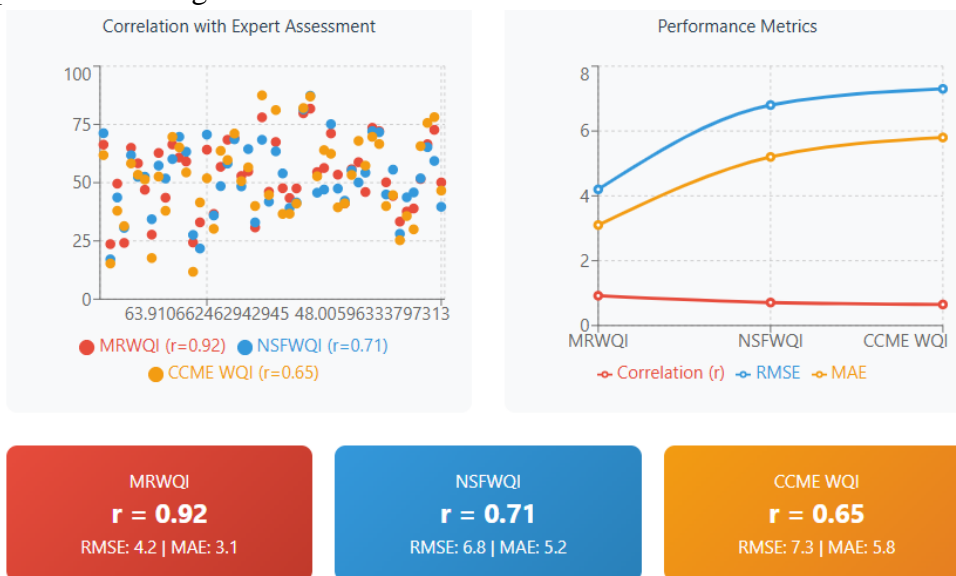 Correlation with Expert Assessment
100
75
50
25
0
63.91066246294 2945 48.00596333797313
MRWQI (r=0.92) NSFWQI (r=0.71)
CCME WQI (r=0.65)
Performance Metrics
8
6
4
2
0
MRWQI NSFWQI CCME WQI
Correlation (r) RMSE MAE
MRWQI
r = 0.92
RMSE: 4.2 | MAE: 3.1
NSFWQI
r = 0.71
RMSE: 6.8 | MAE: 5.2
CCME WQI
r = 0.65
RMSE: 7.3 | MAE: 5.8